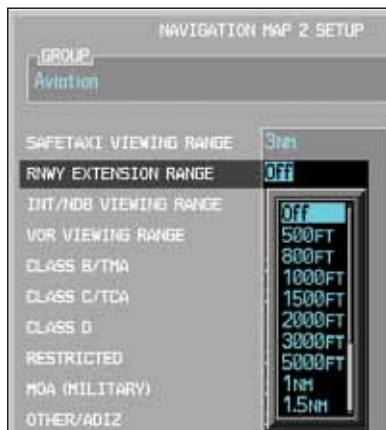 NAVIGATION MAP 2 SETUP
GROUP
Aviation
SAFETAXI VIEWING RANGE 3NM
RNWY EXTENSION RANGE Off
INT/NDB VIEWING RANGE
VOR VIEWING RANGE
CLASS B/TMA
CLASS C/TCA
CLASS D
RESTRICTED
MOA (MILITARY)
OTHER/ADIZ
Off
500FT
800FT
1000FT
1500FT
2000FT
3000FT
5000FT
1NM
1.5NM